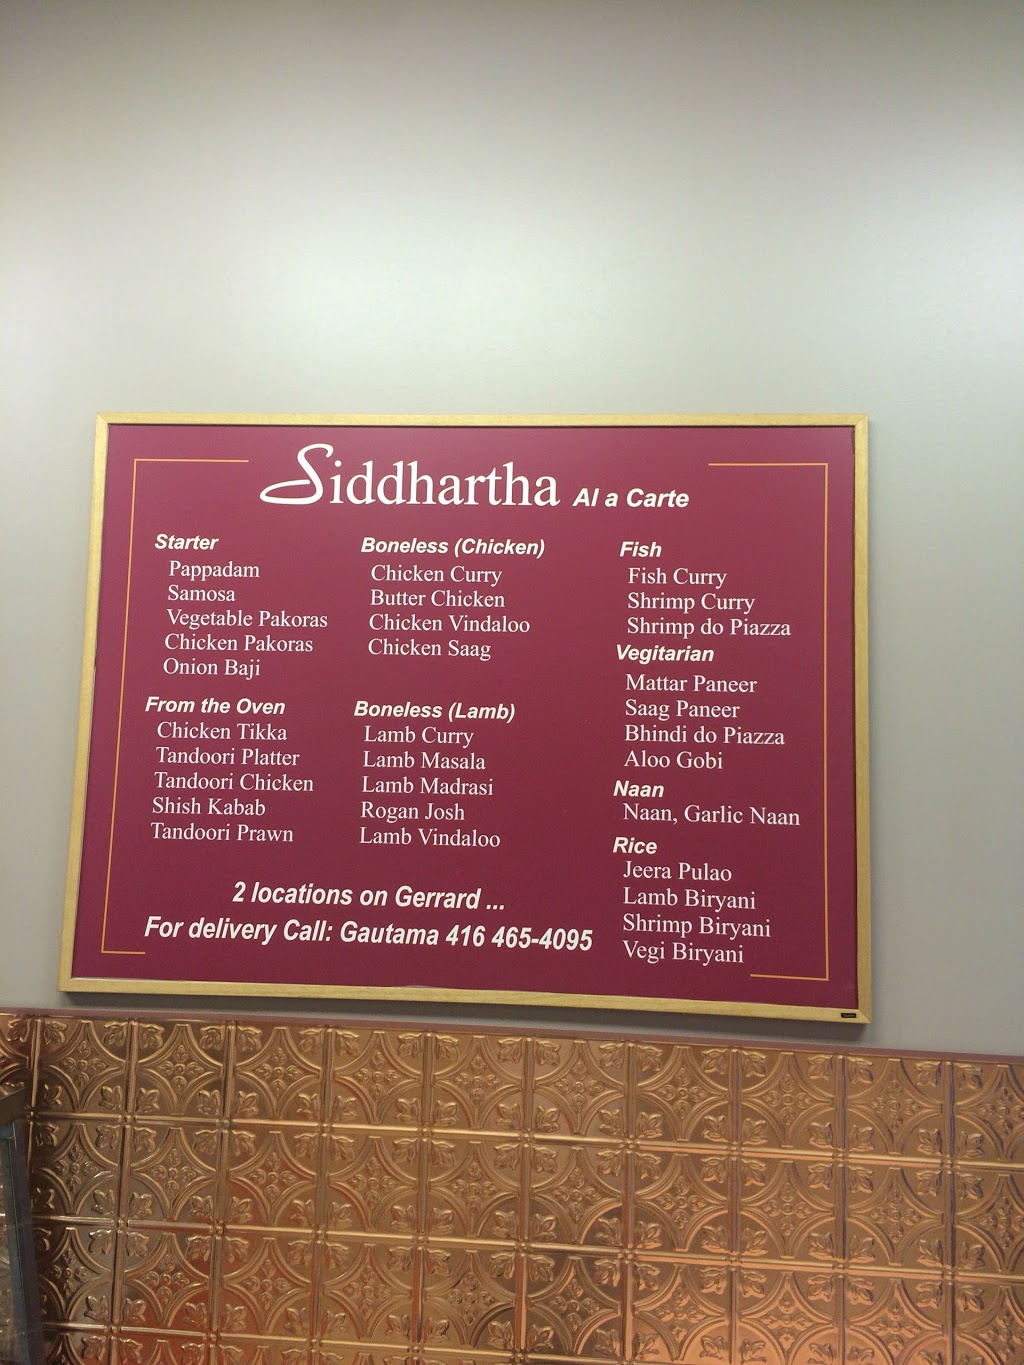 Siddhartha Al a Carte
Starter
Pappadam
Samosa
Vegetable Pakoras
Chicken Pakoras
Onion Baji
From the Oven
Chicken Tikka
Tandoori Platter
Tandoori Chicken
Shish Kabab
Tandoori Prawn
Boneless (Chicken)
Chicken Curry
Butter Chicken
Chicken Vindaloo
Chicken Saag
Boneless (Lamb)
Lamb Curry
Lamb Masala
Lamb Madrasi
Rogan Josh
Lamb Vindaloo
Fish
Fish Curry
Shrimp Curry
Shrimp do Piazza
Vegitarian
Mattar Paneer
Saag Paneer
Bhindi do Piazza
Aloo Gobi
Naan
Naan, Garlic Naan
Rice
Jeera Pulao
Lamb Biryani
Shrimp Biryani
Vegi Biryani
2 locations on Gerrard ...
For delivery Call: Gautama 416 465-4095